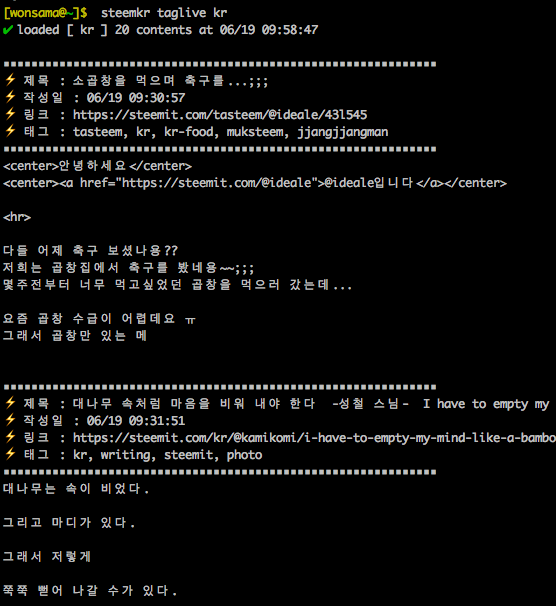 [wonsama@~]$ steemkr taglive kr
✔ loaded [ kr ] 20 contents at 06/19 09:58:47
⚡ 제목 : 소곱창을 먹으며 축구를...;;;
⚡ 작성일 : 06/19 09:30:57
⚡ 링크 : https://steemit.com/tasteem/@ideale/43l545
⚡ 태그 : tasteem, kr, kr-food, muksteem, jjangjjangman
<center>안녕하세요</center>
<center><a href="https://steemit.com/@ideale">@ideale입니다</a></center>
<hr>
다들 어제 축구 보셨나용??
저희는 곱창집에서 축구를 봤네용~~;;;
몇주전부터 너무 먹고싶었던 곱창을 먹으러 갔는데...
요즘 곱창 수급이 어렵데요 ㅠ
그래서 곱창만 있는 메
⚡ 제목 : 대나무 속처럼 마음을 비워 내야 한다 -성철 스님- I have to empty my
⚡ 작성일 : 06/19 09:31:51
⚡ 링크 : https://steemit.com/kr/@kamikomi/i-have-to-empty-my-mind-like-a-bambo
⚡ 태그 : kr, writing, steemit, photo
대나무는 속이 비었다.
그리고 마디가 있다.
그래서 저렇게
쭉쭉 뻗어 나갈 수가 있다.